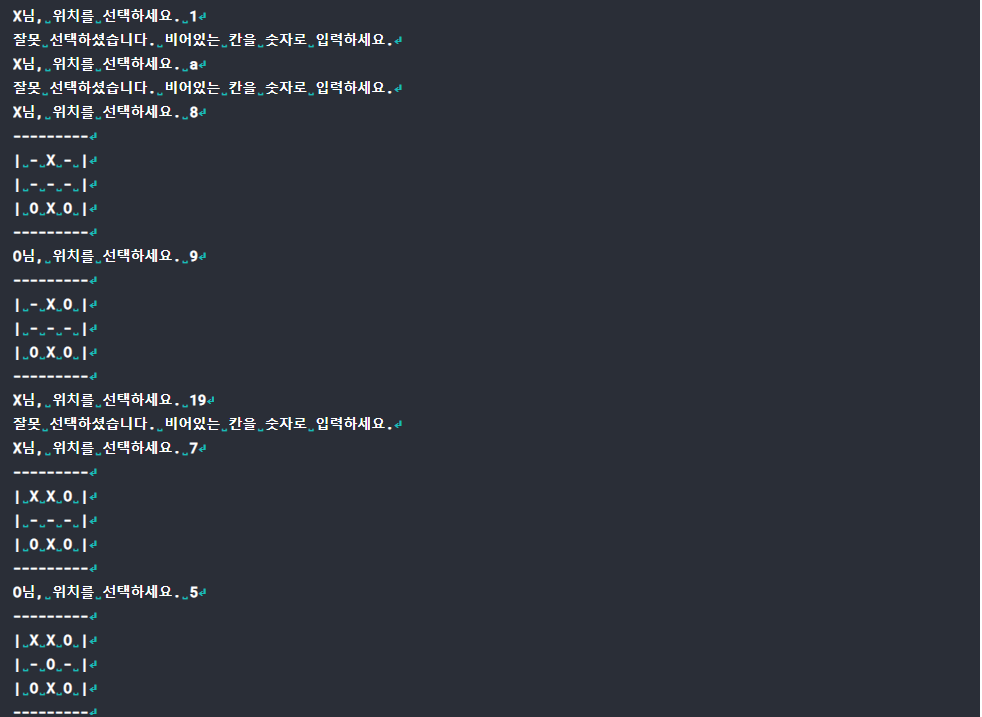 X님, 위치를 선택하세요. 1
잘못 선택하셨습니다. 비어있는 칸을 숫자로 입력하세요.
X님, 위치를 선택하세요. a
잘못 선택하셨습니다. 비어있는 칸을 숫자로 입력하세요.
X님, 위치를 선택하세요. 8
---------
| - X - |
| - - - |
| O X O |
---------
O님, 위치를 선택하세요. 9
---------
| - X O |
| - - - |
| O X O |
---------
X님, 위치를 선택하세요. 19
잘못 선택하셨습니다. 비어있는 칸을 숫자로 입력하세요.
X님, 위치를 선택하세요. 7
---------
| X X O |
| - - - |
| O X O |
---------
O님, 위치를 선택하세요. 5
---------
| X X O |
| - O - |
| O X O |
---------